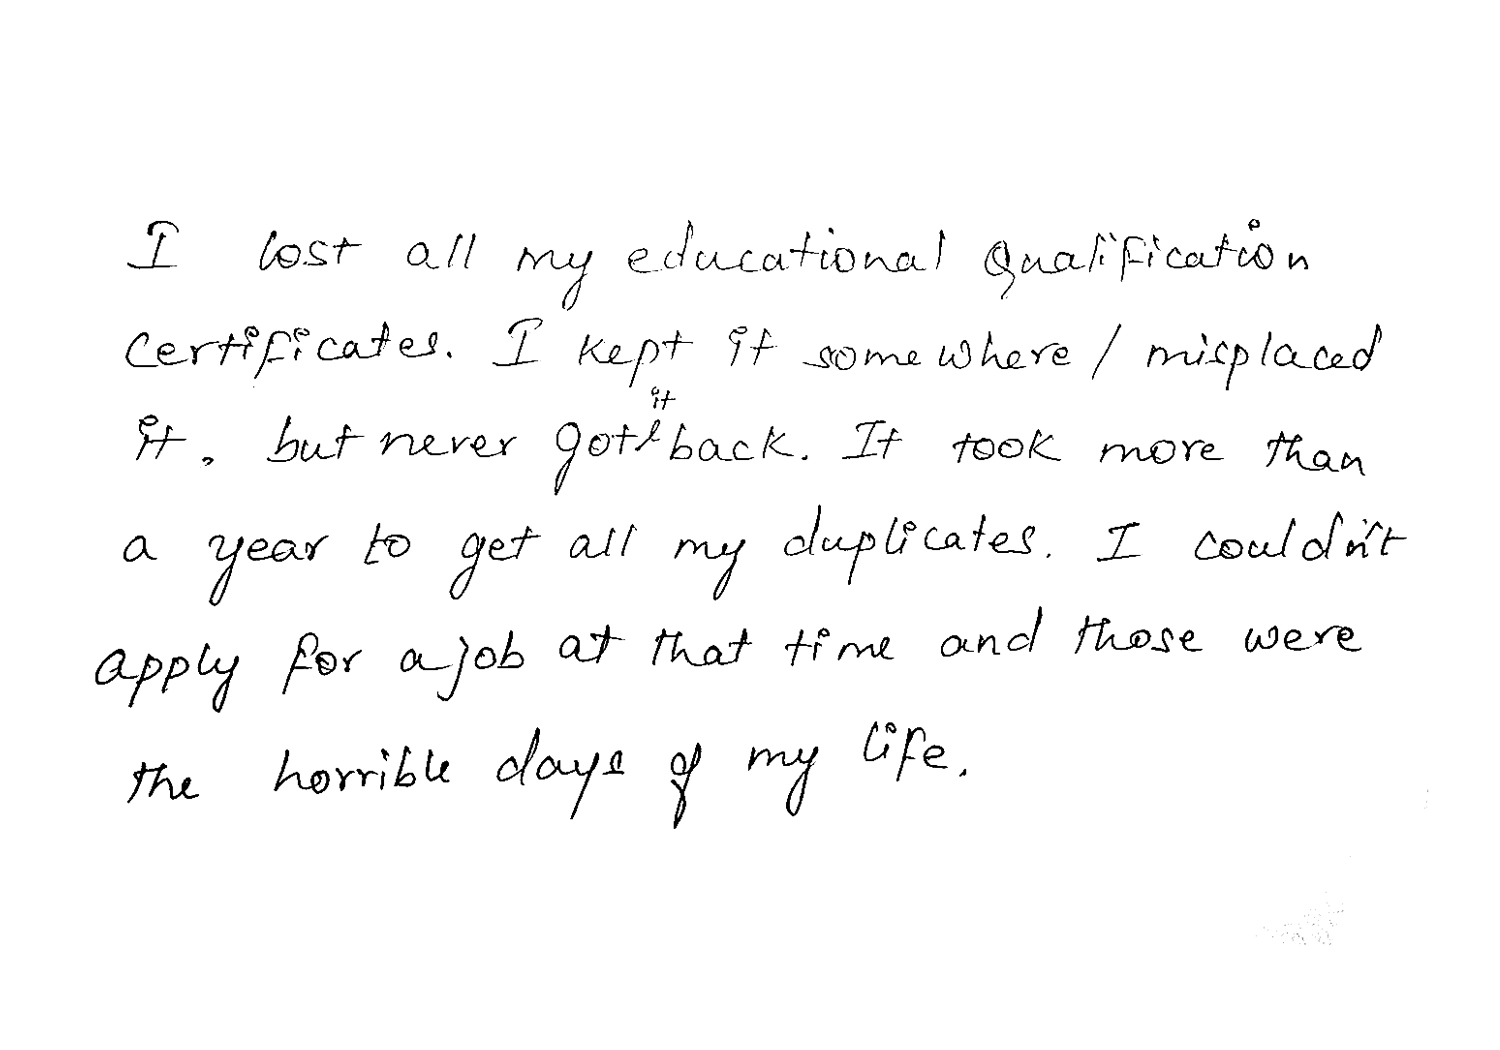 I lost all my educational Qualification
certificates. I kept it somewhere / misplaced
it, but never got it back. It took more than
a year to get all my duplicates. I couldn't
apply for a job at that time and those were
the horrible days of my life.